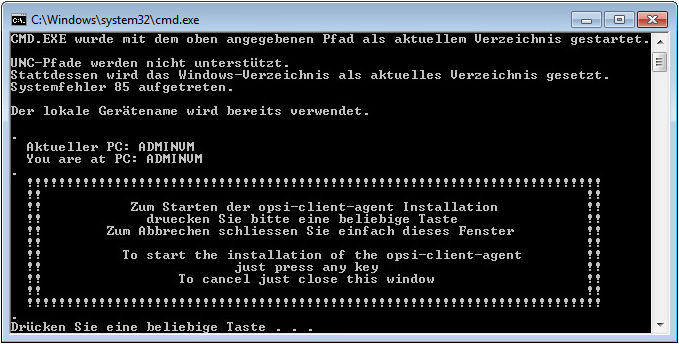 C:\Windows\system32\cmd.exe
CMD.EXE wurde mit dem oben angegebenen Pfad als aktuellem Verzeichnis gestartet.
UNC-Pfade werden nicht unterstützt.
Stattdessen wird das Windows-Verzeichnis als aktuelles Verzeichnis gesetzt.
Systemfehler 85 aufgetreten.
Der lokale Gerätename wird bereits verwendet.
.
Aktueller PC: ADMINVM
You are at PC: ADMINVM
.
!!!!!!!!!!!!!!!!!!!!!!!!!!!!!!!!!!!!!!!!!!!!!!!!!!!!!!!!!!!!!!!!!!!!!!!!
!! !!
!! Zum Starten der opsi-client-agent Installation !!
!! druecken Sie bitte eine beliebige Taste !!
!! Zum Abbrechen schliessen Sie einfach dieses Fenster !!
!! !!
!! To start the installation of the opsi-client-agent !!
!! just press any key !!
!! To cancel just close this window !!
!! !!
!!!!!!!!!!!!!!!!!!!!!!!!!!!!!!!!!!!!!!!!!!!!!!!!!!!!!!!!!!!!!!!!!!!!!!!!
.
Drücken Sie eine beliebige Taste . . .